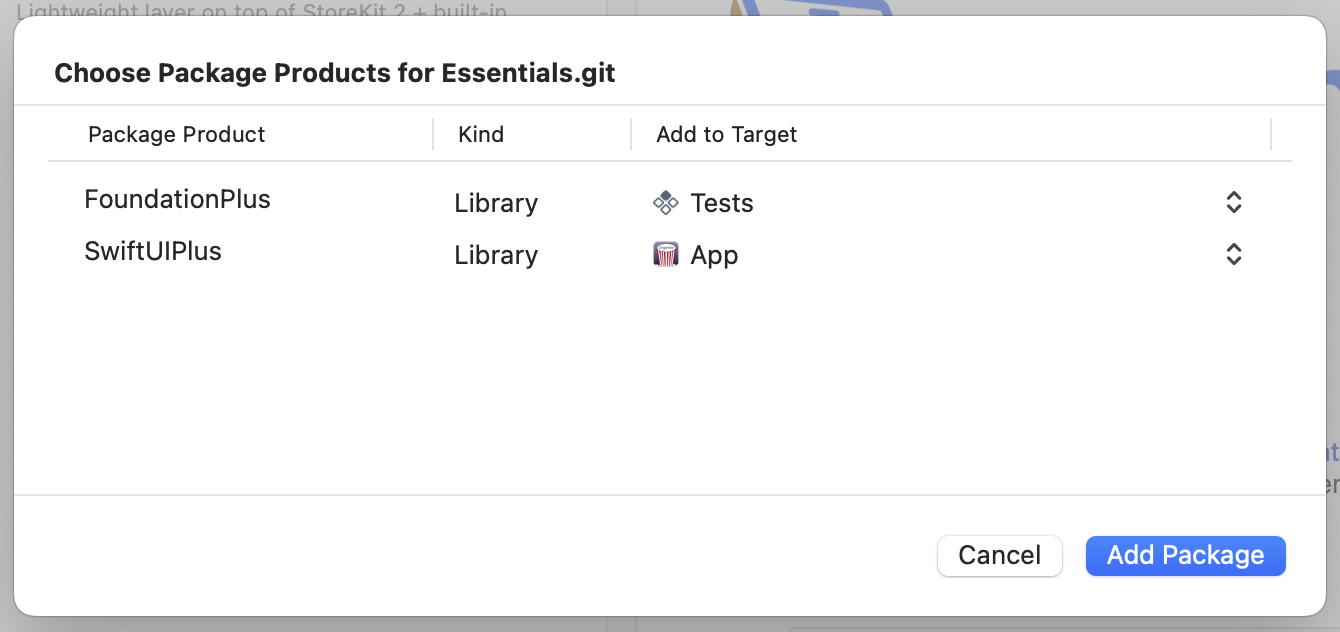 Lightweight layer on top of StoreKit 2 + built-in
Choose Package Products for Essentials.git
Package Product Kind Add to Target
FoundationPlus Library Tests
SwiftUIPlus Library App
Cancel Add Package